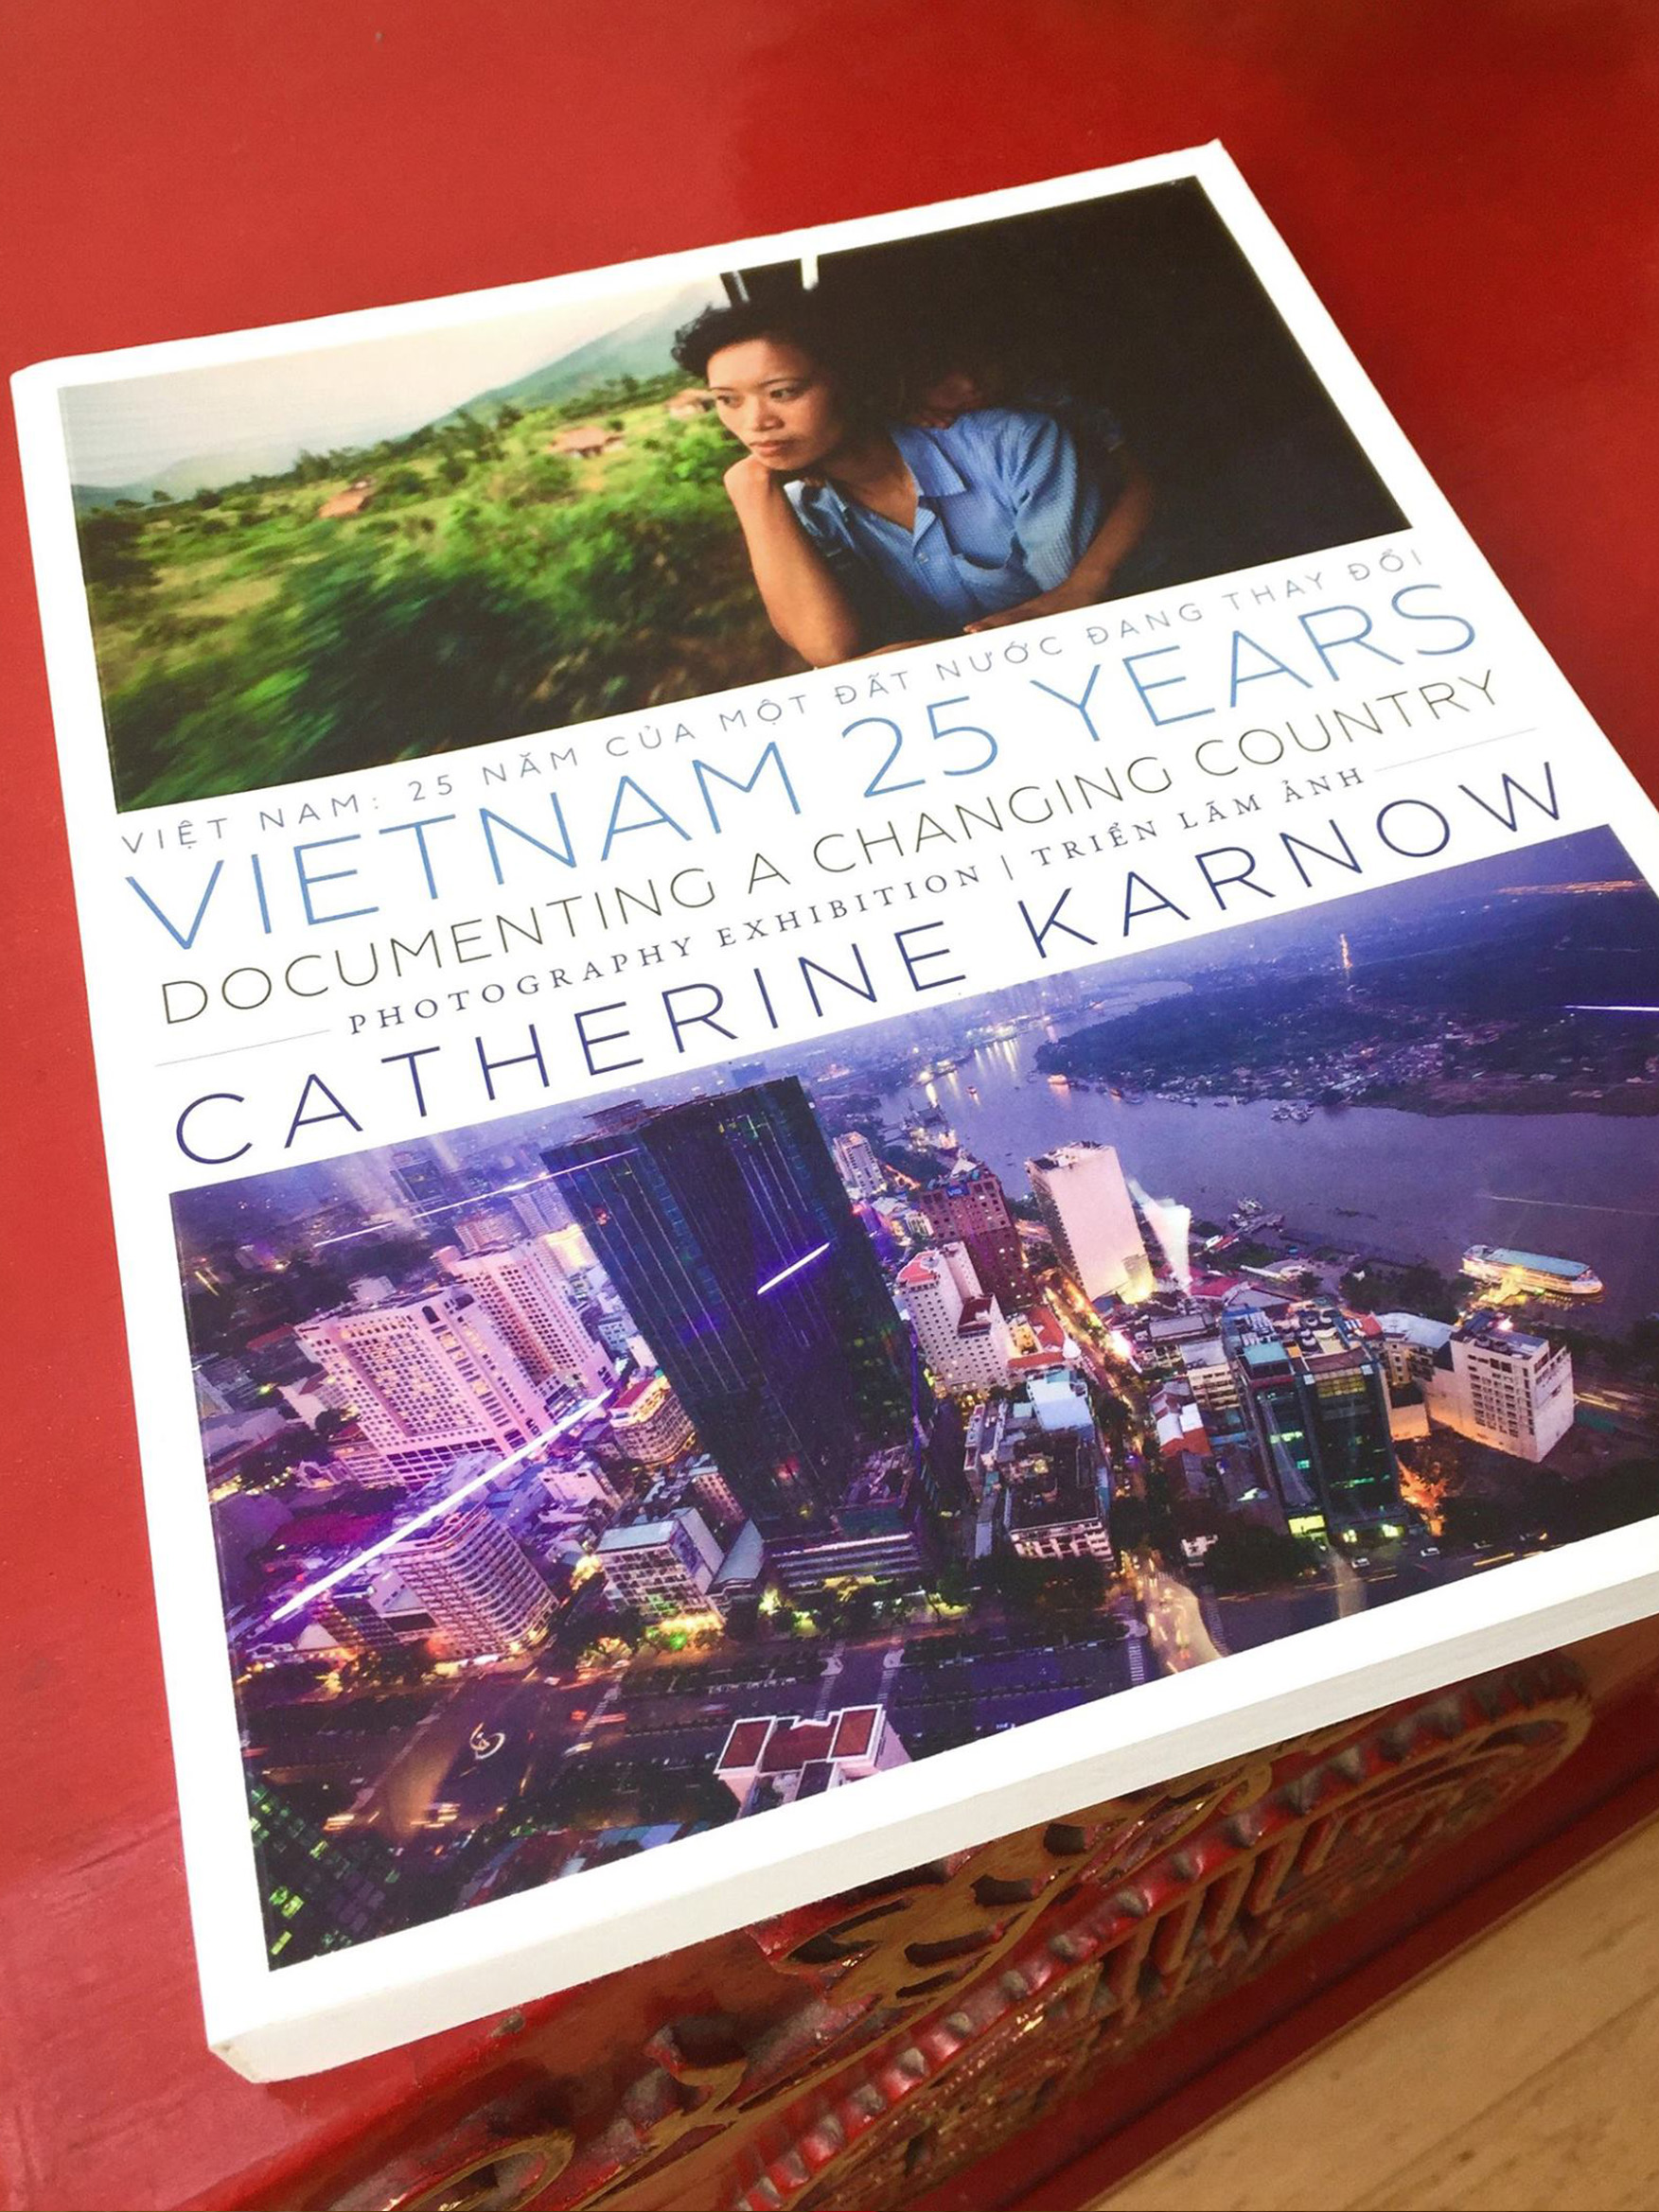 VIỆT NAM: 25 NĂM CỦA MỘT ĐẤT NƯỚC ĐANG THAY ĐỔI
VIETNAM 25 YEARS
DOCUMENTING A CHANGING COUNTRY
PHOTOGRAPHY EXHIBITION | TRIỂN LÃM ẢNH
CATHERINE KARNOW